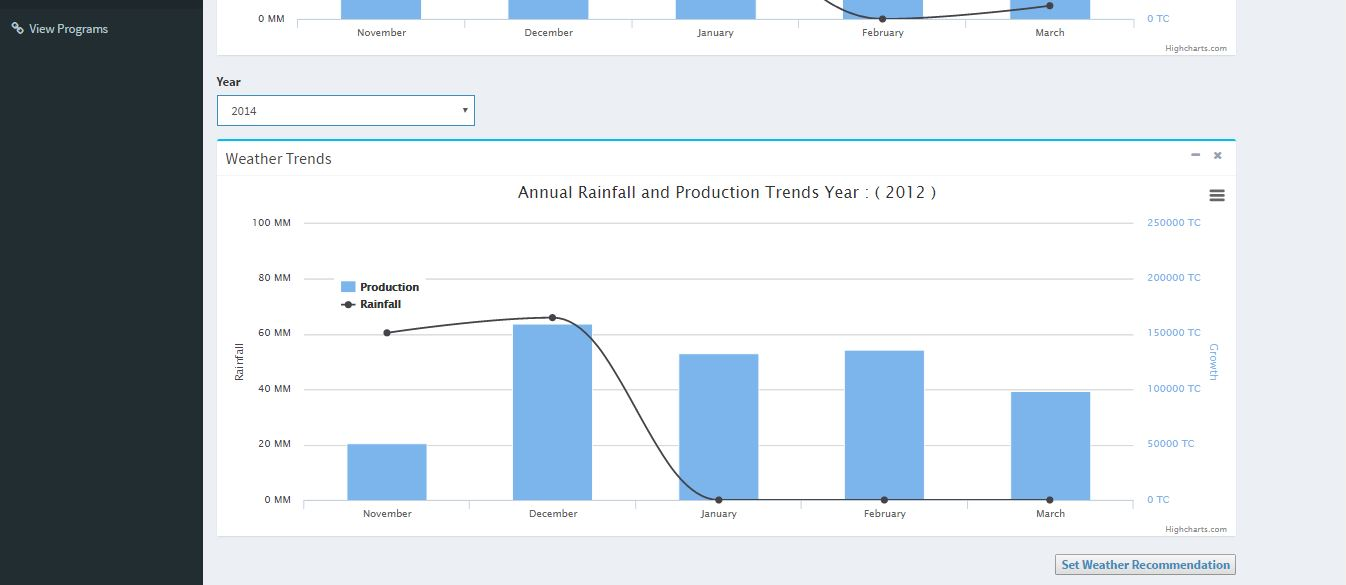 0 MM
0 TC
View Programs
November December January February March
Highcharts.com
Year
2014
Weather Trends
Annual Rainfall and Production Trends Year : ( 2012 )
100 MM
250000 TC
80 MM
200000 TC
Production
Rainfall
60 MM
150000 TC
Rainfall
Growth
40 MM
100000 TC
20 MM
50000 TC
0 MM
0 TC
November December January February March
Highcharts.com
Set Weather Recommendation